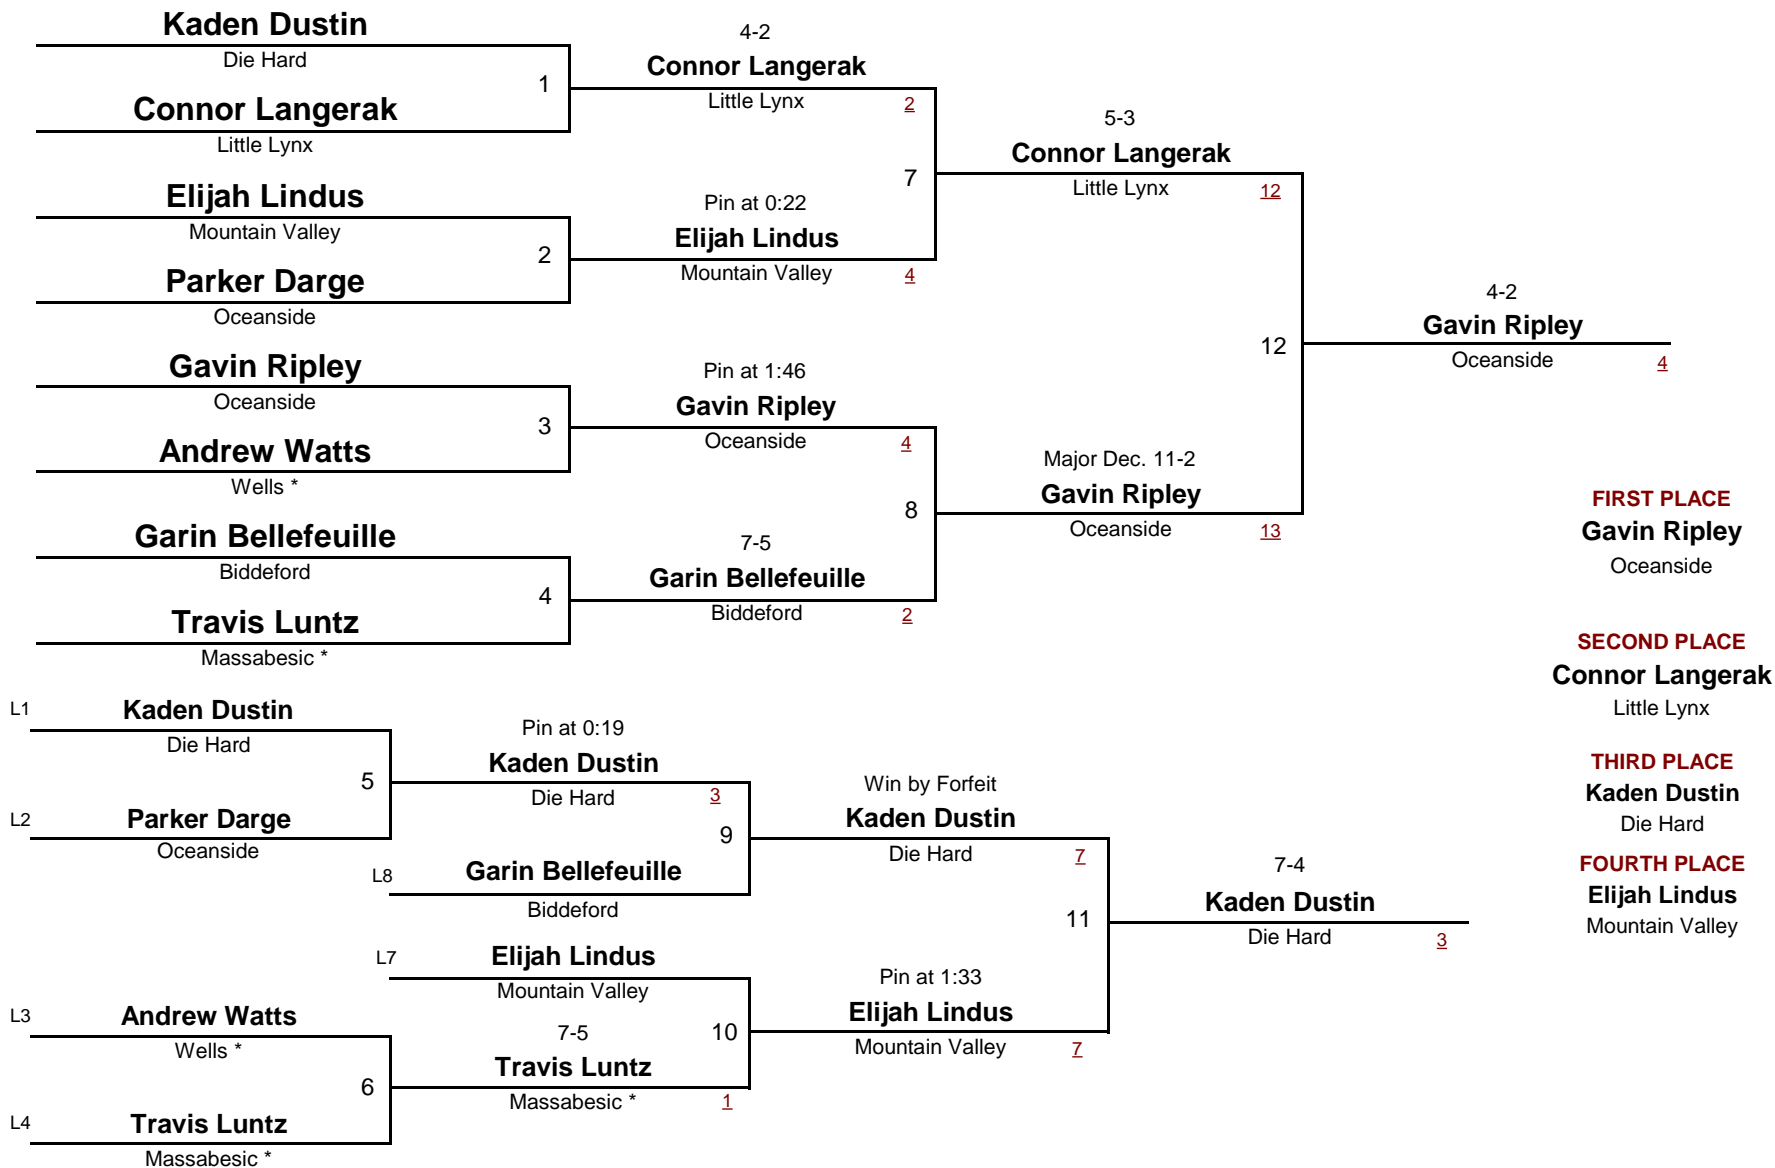 Kaden Dustin
Die Hard
1
Connor Langerak
Little Lynx
4-2
Connor Langerak
Little Lynx
2
Elijah Lindus
Mountain Valley
2
Parker Darge
Oceanside
Pin at 0:22
Elijah Lindus
Mountain Valley
4
7
5-3
Connor Langerak
Little Lynx
12
Gavin Ripley
Oceanside
3
Andrew Watts
Wells *
Pin at 1:46
Gavin Ripley
Oceanside
4
Garin Bellefeuille
Biddeford
4
Travis Luntz
Massabesic *
7-5
Garin Bellefeuille
Biddeford
2
8
Major Dec. 11-2
Gavin Ripley
Oceanside
13
12
4-2
Gavin Ripley
Oceanside
4
FIRST PLACE
Gavin Ripley
Oceanside
SECOND PLACE
Connor Langerak
Little Lynx
THIRD PLACE
Kaden Dustin
Die Hard
FOURTH PLACE
Elijah Lindus
Mountain Valley
L1
Kaden Dustin
Die Hard
5
L2
Parker Darge
Oceanside
Pin at 0:19
Kaden Dustin
Die Hard
3
9
L8
Garin Bellefeuille
Biddeford
Win by Forfeit
Kaden Dustin
Die Hard
7
L7
Elijah Lindus
Mountain Valley
10
L3
Andrew Watts
Wells *
6
L4
Travis Luntz
Massabesic *
7-5
Travis Luntz
Massabesic *
1
Pin at 1:33
Elijah Lindus
Mountain Valley
7
11
7-4
Kaden Dustin
Die Hard
3